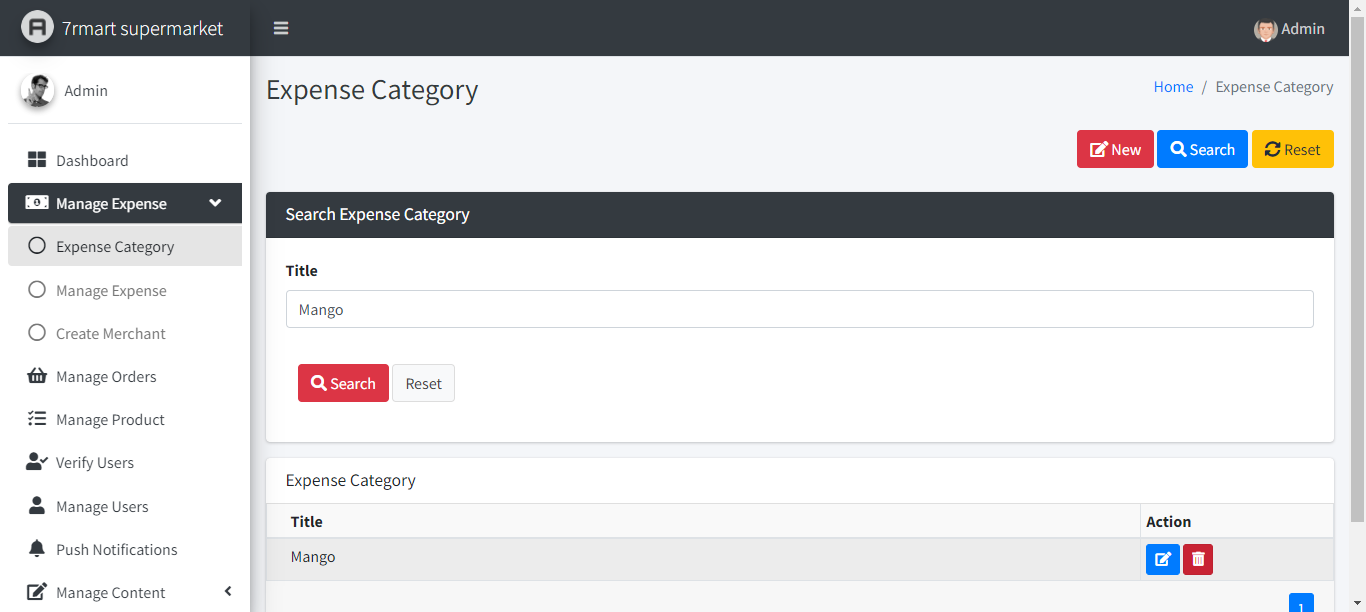 7rmart supermarket
Admin
Admin
Expense Category
Home / Expense Category
New Search Reset
Dashboard
Manage Expense
Expense Category
Manage Expense
Create Merchant
Manage Orders
Manage Product
Verify Users
Manage Users
Push Notifications
Manage Content
Search Expense Category
Title
Mango
Search Reset
Expense Category
Title Action
Mango
1